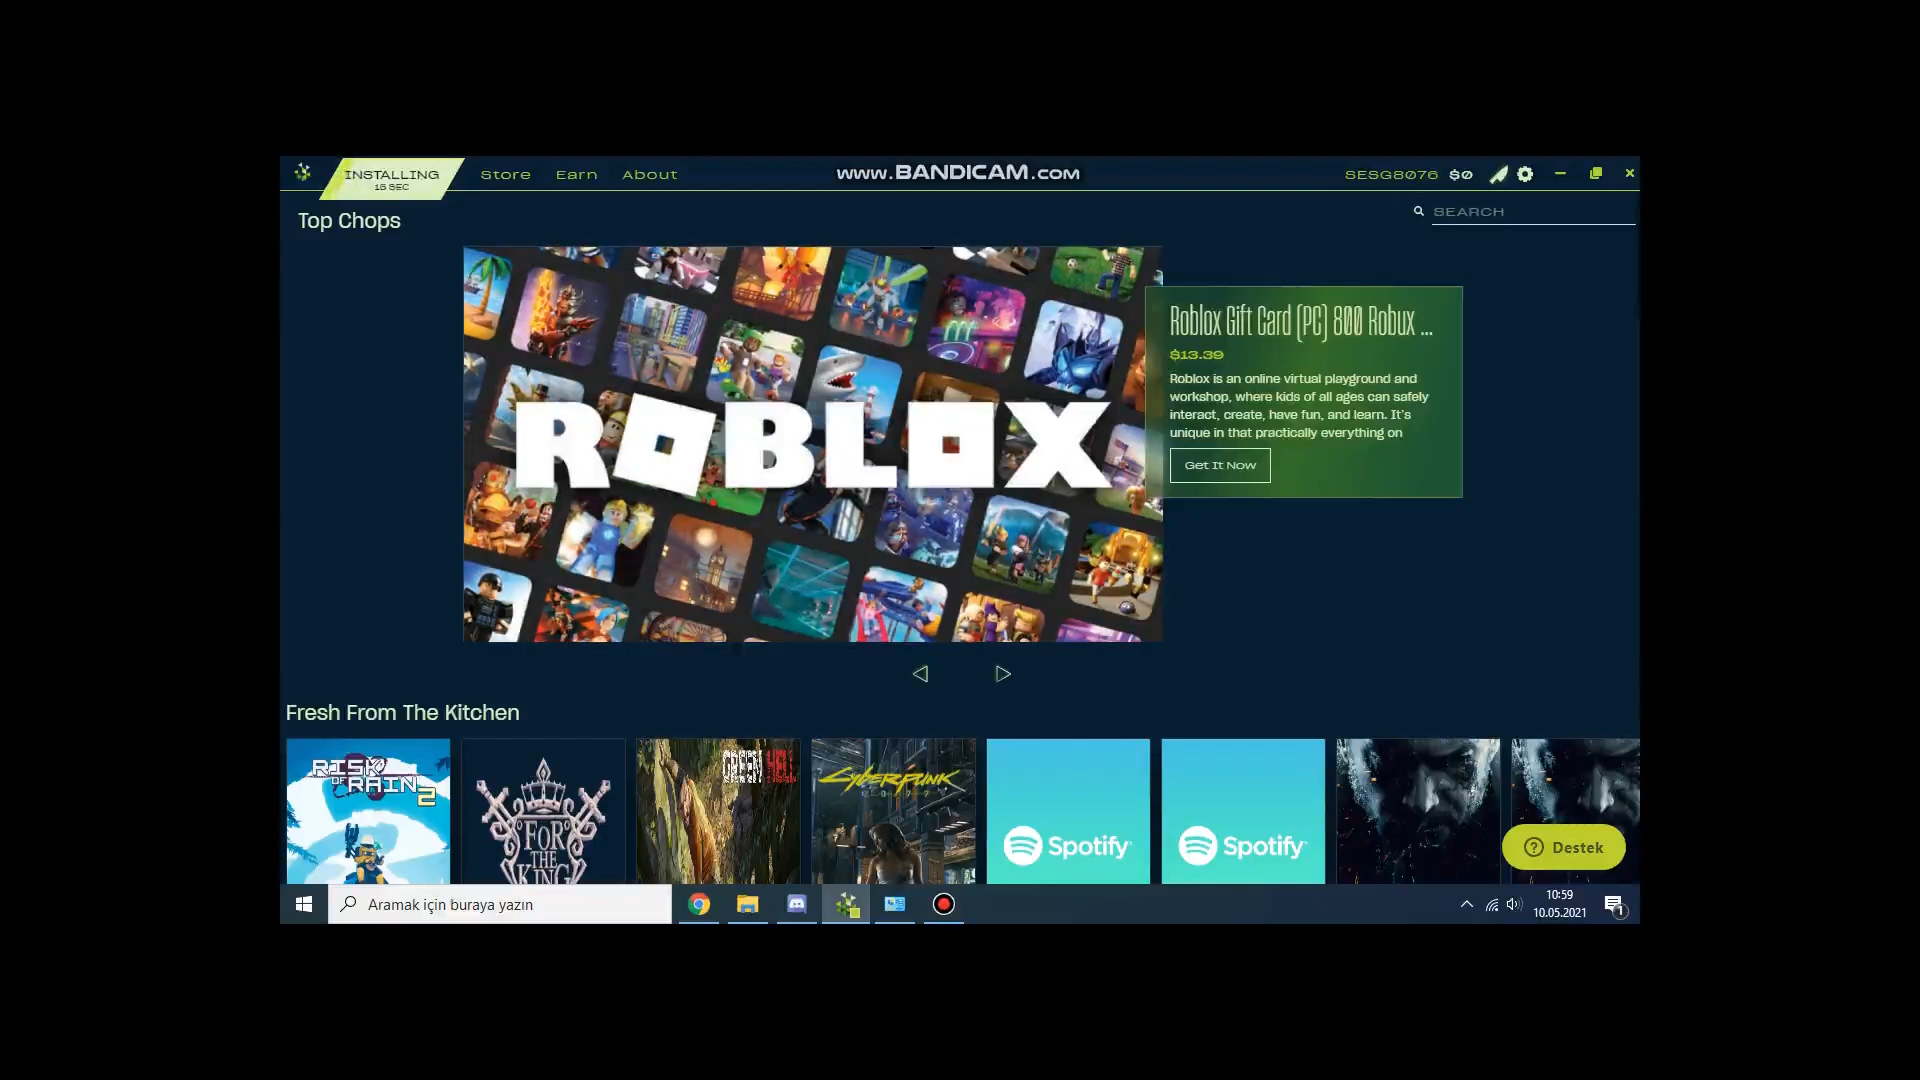 INSTALLING
15 SEC
Store
Earn
About
www.BANDICAM.com
SESG8076
$0
Top Chops
SEARCH
ROBLOX
Roblox Gift Card (PC) 800 Robux ...
$13.39
Roblox is an online virtual playground and
workshop, where kids of all ages can safely
interact, create, have fun, and learn. It's
unique in that practically everything on
Get It Now
Fresh From The Kitchen
RISK
OF RAIN 2
FOR
THE
KING
GREEN HELL
CYBERPUNK
2077
Spotify
Spotify
Destek
Aramak için buraya yazın
10:59
10.05.2021
1